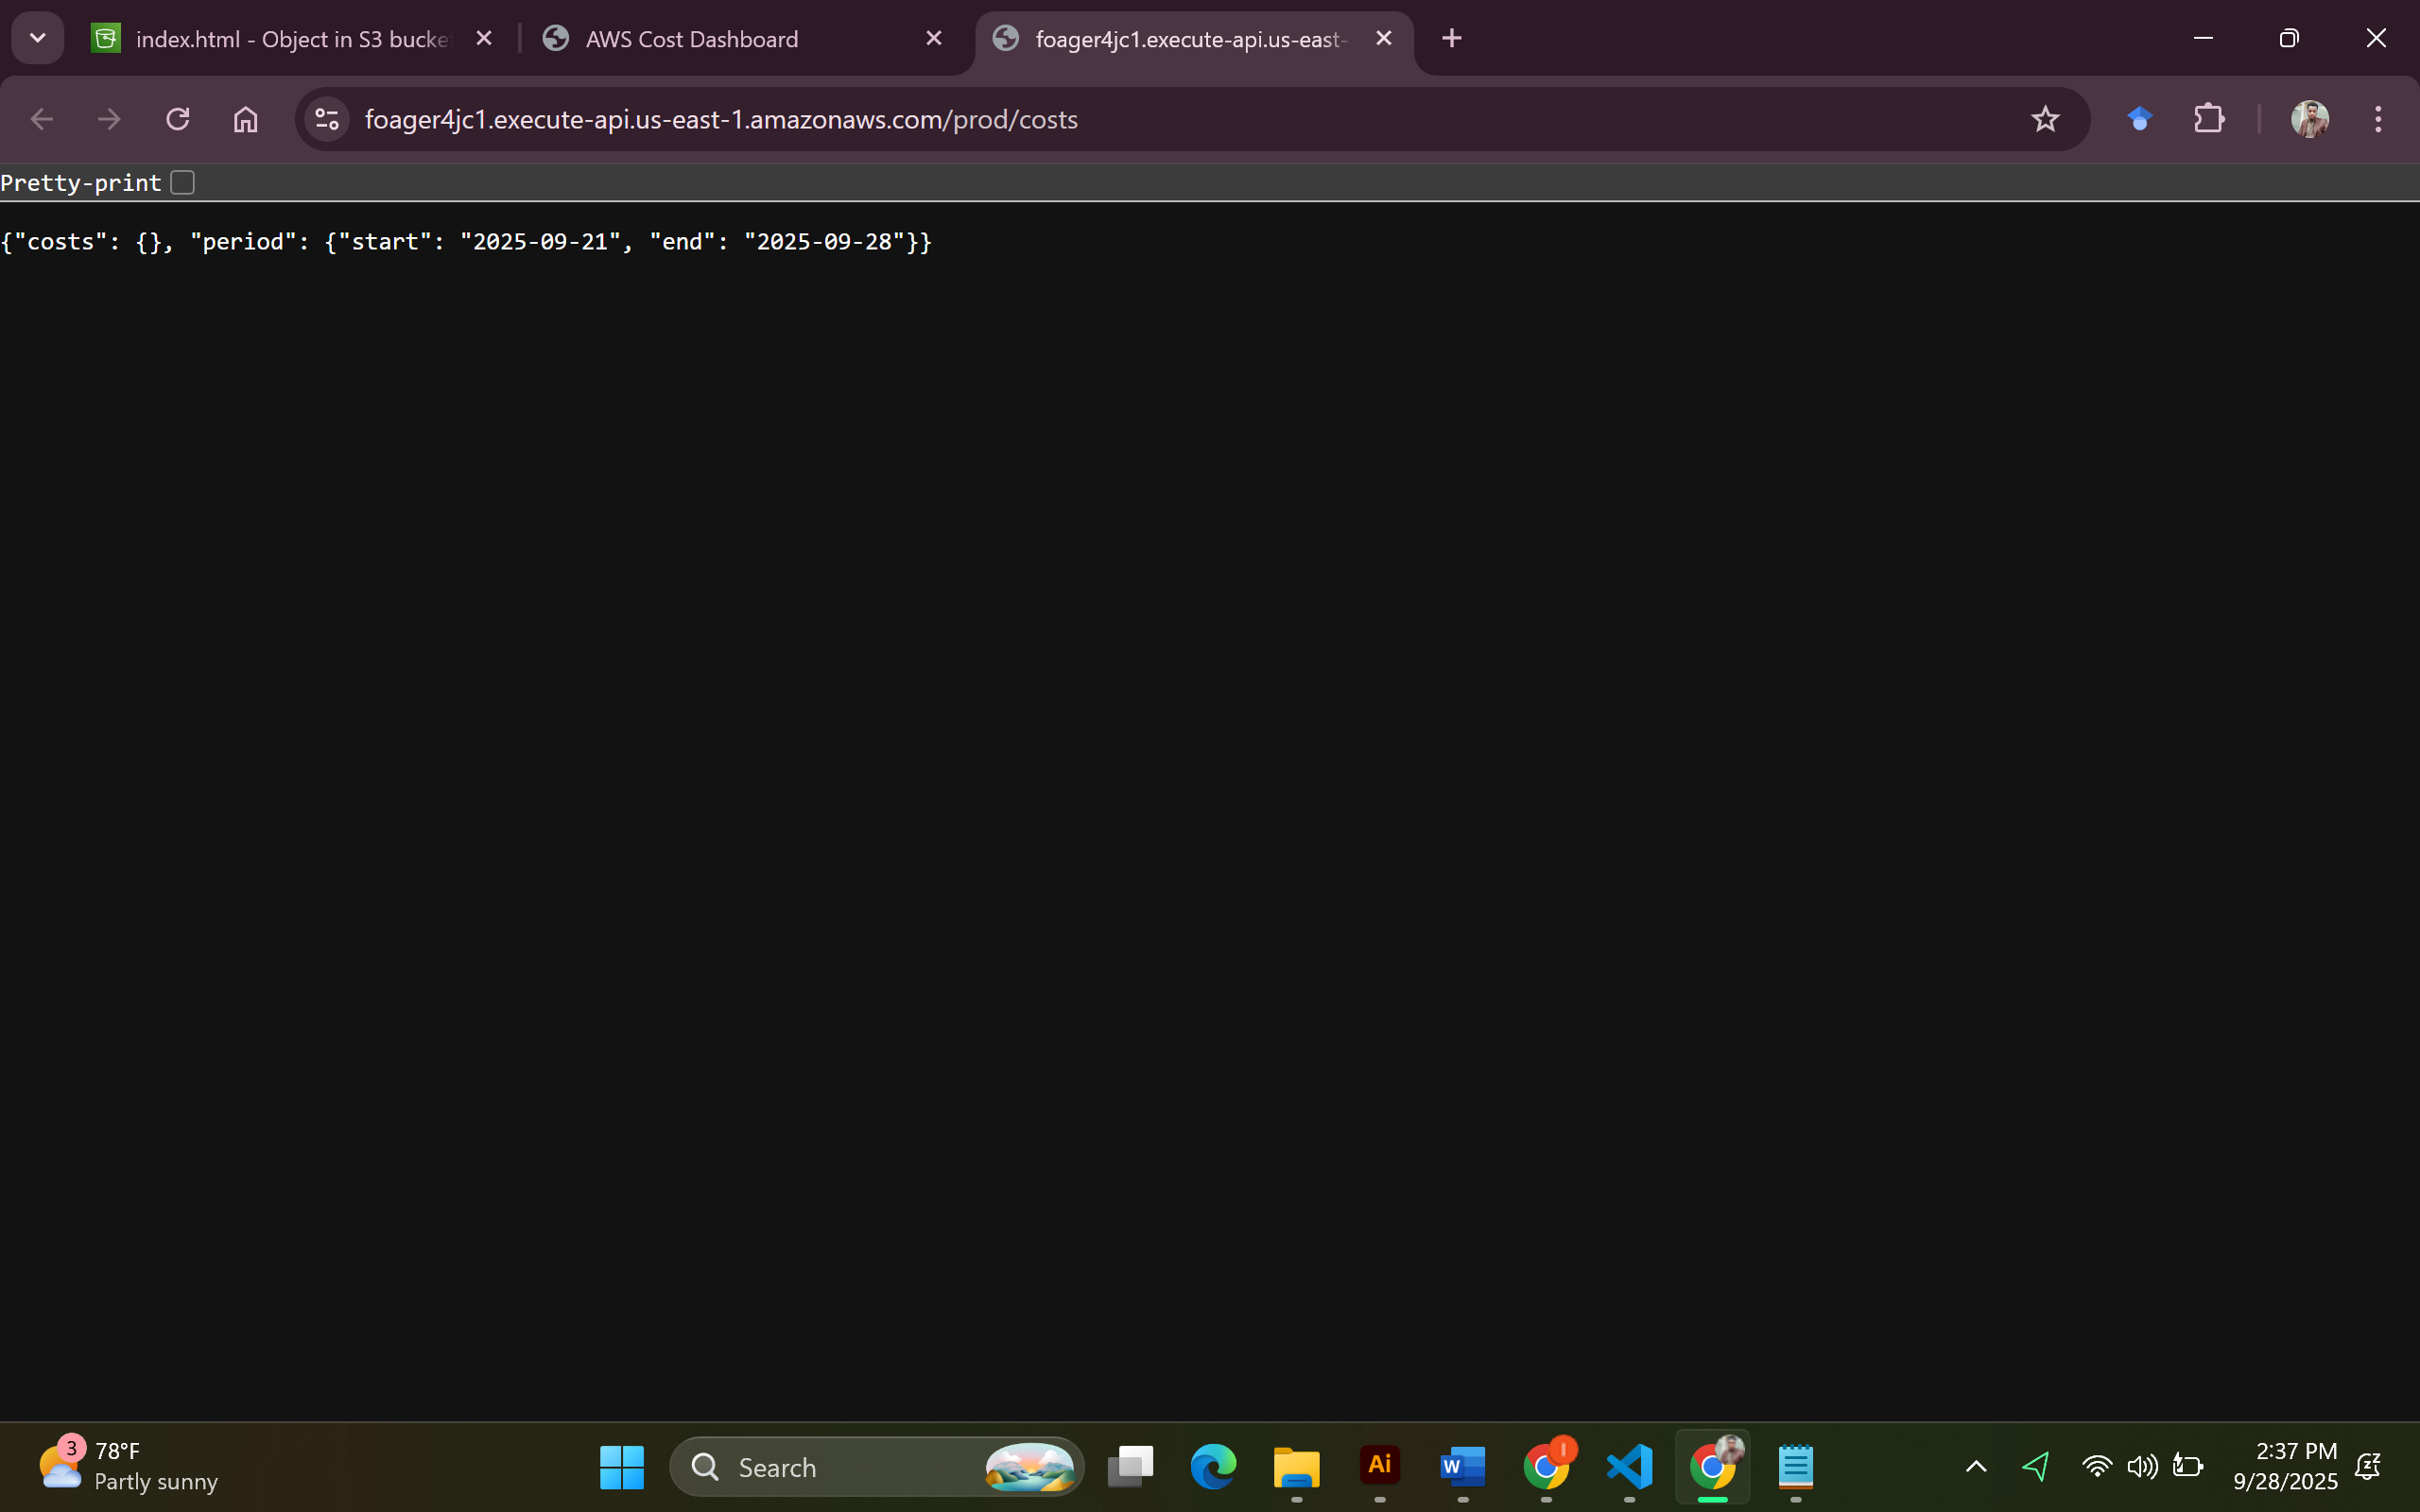 index.html - Object in S3 bucket
AWS Cost Dashboard
foager4jc1.execute-api.us-east-
foager4jc1.execute-api.us-east-1.amazonaws.com/prod/costs
Pretty-print
{"costs": {}, "period": {"start": "2025-09-21", "end": "2025-09-28"}}
3
78°F
Partly sunny
Search
Ai
W
2:37 PM
9/28/2025